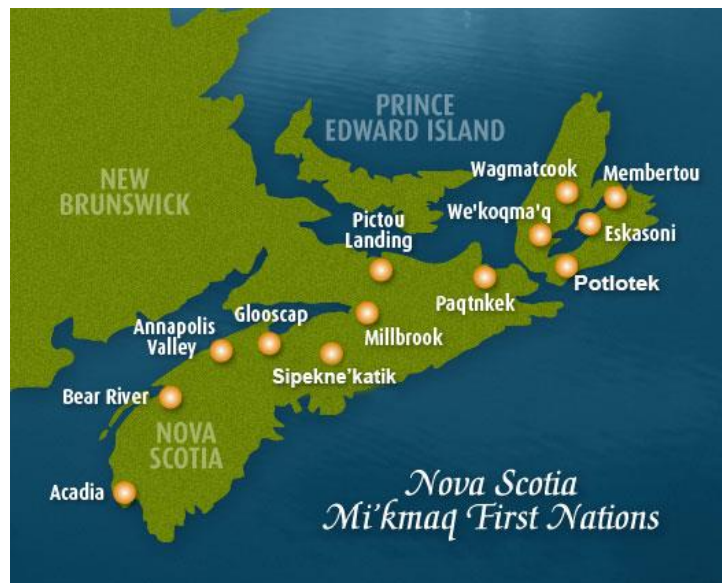 PRINCE
EDWARD ISLAND
NEW
BRUNSWICK
Wagmatcook
Membertou
We'koqma'q
Eskasoni
Pictou
Landing
Potlotek
Paqtnkek
Glooscap
Annapolis
Valley
Millbrook
Sipekne’katik
Bear River
NOVA
SCOTIA
Acadia
Nova Scotia
Mi’kmaq First Nations